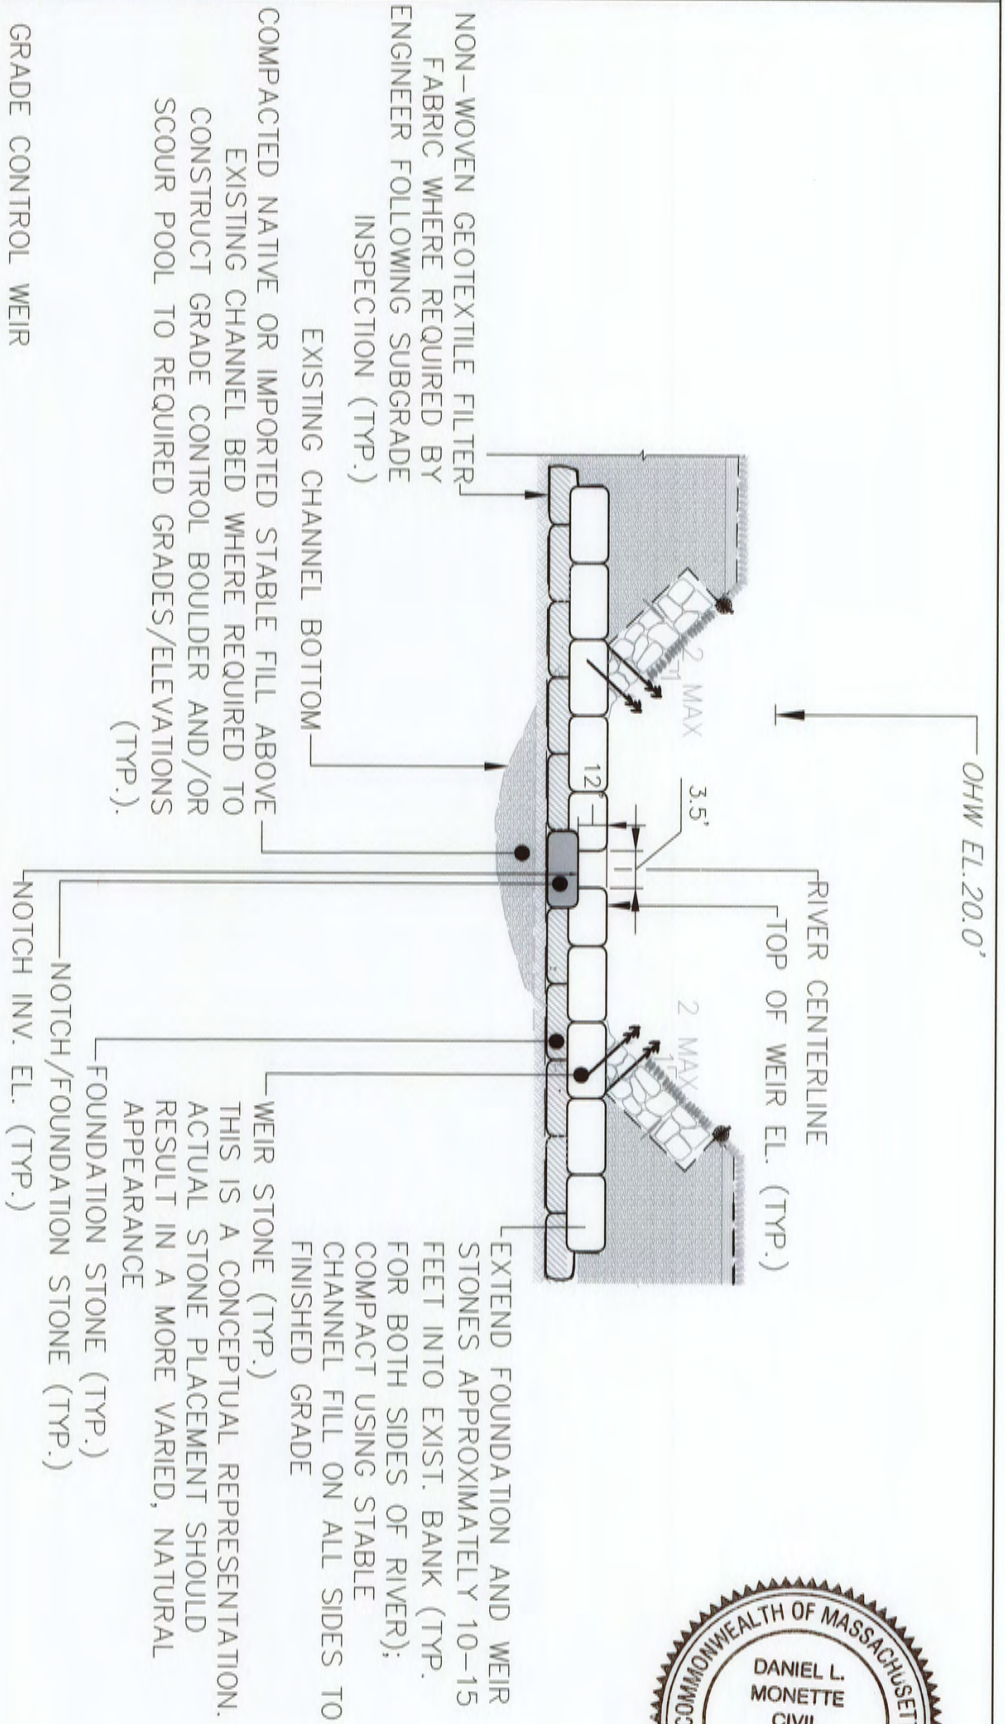 OHW EL.20.0'
RIVER CENTERLINE
TOP OF WEIR EL. (TYP.)
2 MAX
1
2 MAX
1
3.5'
12"
NON-WOVEN GEOTEXTILE FILTER
FABRIC WHERE REQUIRED BY
ENGINEER FOLLOWING SUBGRADE
INSPECTION (TYP.)
EXISTING CHANNEL BOTTOM
COMPACTED NATIVE OR IMPORTED STABLE FILL ABOVE
EXISTING CHANNEL BED WHERE REQUIRED TO
CONSTRUCT GRADE CONTROL BOULDER AND/OR
SCOUR POOL TO REQUIRED GRADES/ELEVATIONS
(TYP.).
EXTEND FOUNDATION AND WEIR
STONES APPROXIMATELY 10-15
FEET INTO EXIST. BANK (TYP.
FOR BOTH SIDES OF RIVER);
COMPACT USING STABLE
CHANNEL FILL ON ALL SIDES TO
FINISHED GRADE
WEIR STONE (TYP.)
THIS IS A CONCEPTUAL REPRESENTATION.
ACTUAL STONE PLACEMENT SHOULD
RESULT IN A MORE VARIED, NATURAL
APPEARANCE
FOUNDATION STONE (TYP.)
NOTCH/FOUNDATION STONE (TYP.)
NOTCH INV. EL. (TYP.)
GRADE CONTROL WEIR
COMMONWEALTH OF MASSACHUSET
DANIEL L.
MONETTE
CIVIL